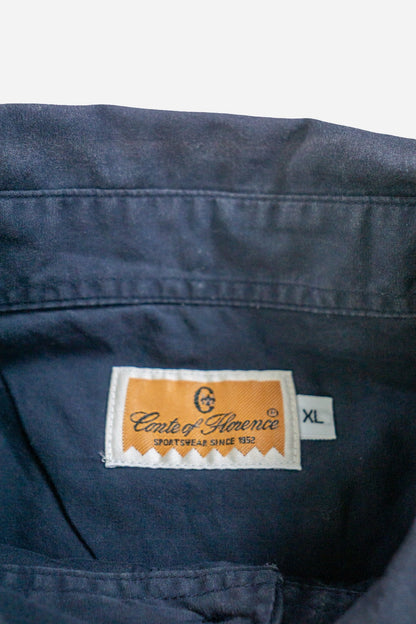 Conte of Florence ®
SPORTSWEAR SINCE 1952
XL